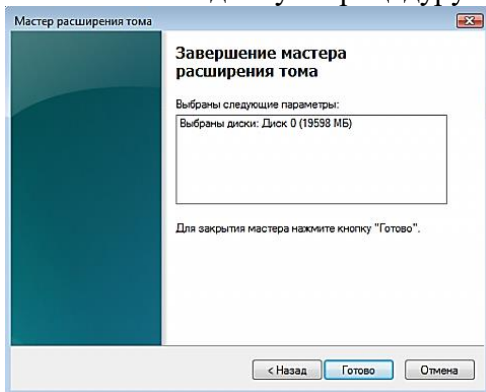 Мастер расширения тома
Завершение мастера
расширения тома
Выбраны следующие параметры:
Выбраны диски: Диск 0 (19598 МБ)
Для закрытия мастера нажмите кнопку "Готово".
< Назад Готово Отмена